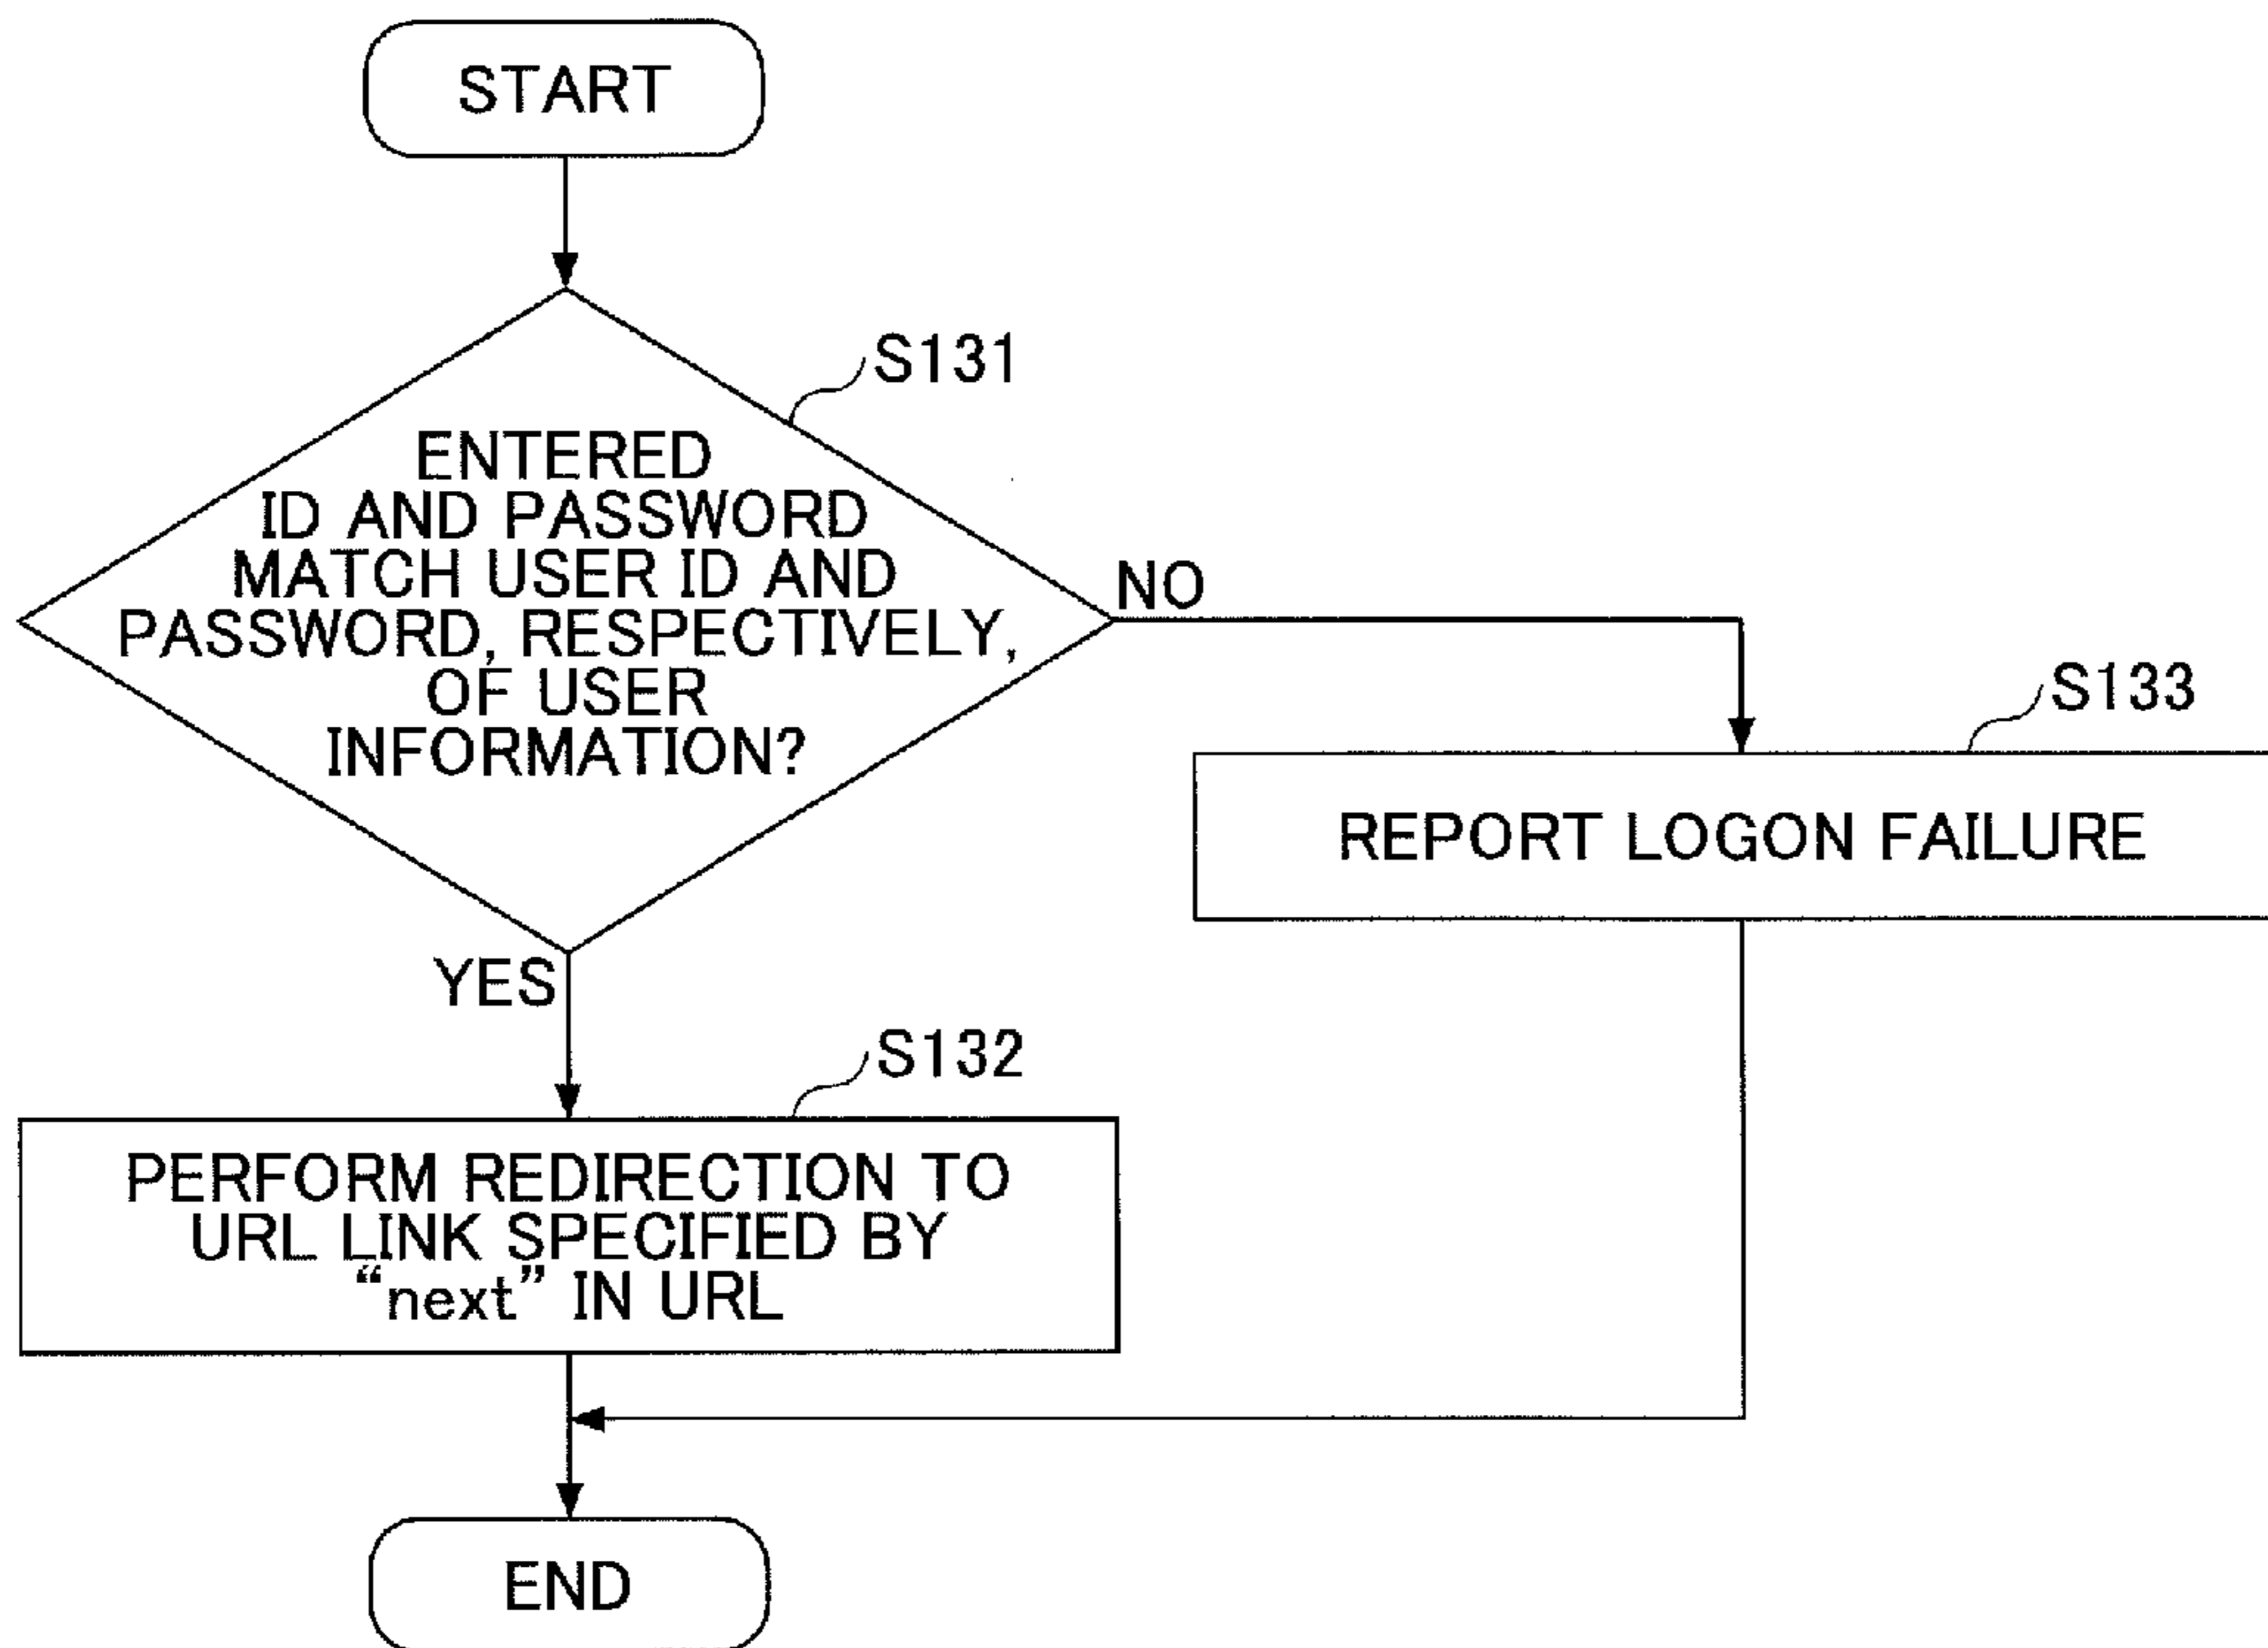 START
S131
ENTERED
ID AND PASSWORD
MATCH USER ID AND
PASSWORD, RESPECTIVELY,
OF USER
INFORMATION?
NO
S133
REPORT LOGON FAILURE
YES
S132
PERFORM REDIRECTION TO
URL LINK SPECIFIED BY
“next” IN URL
END